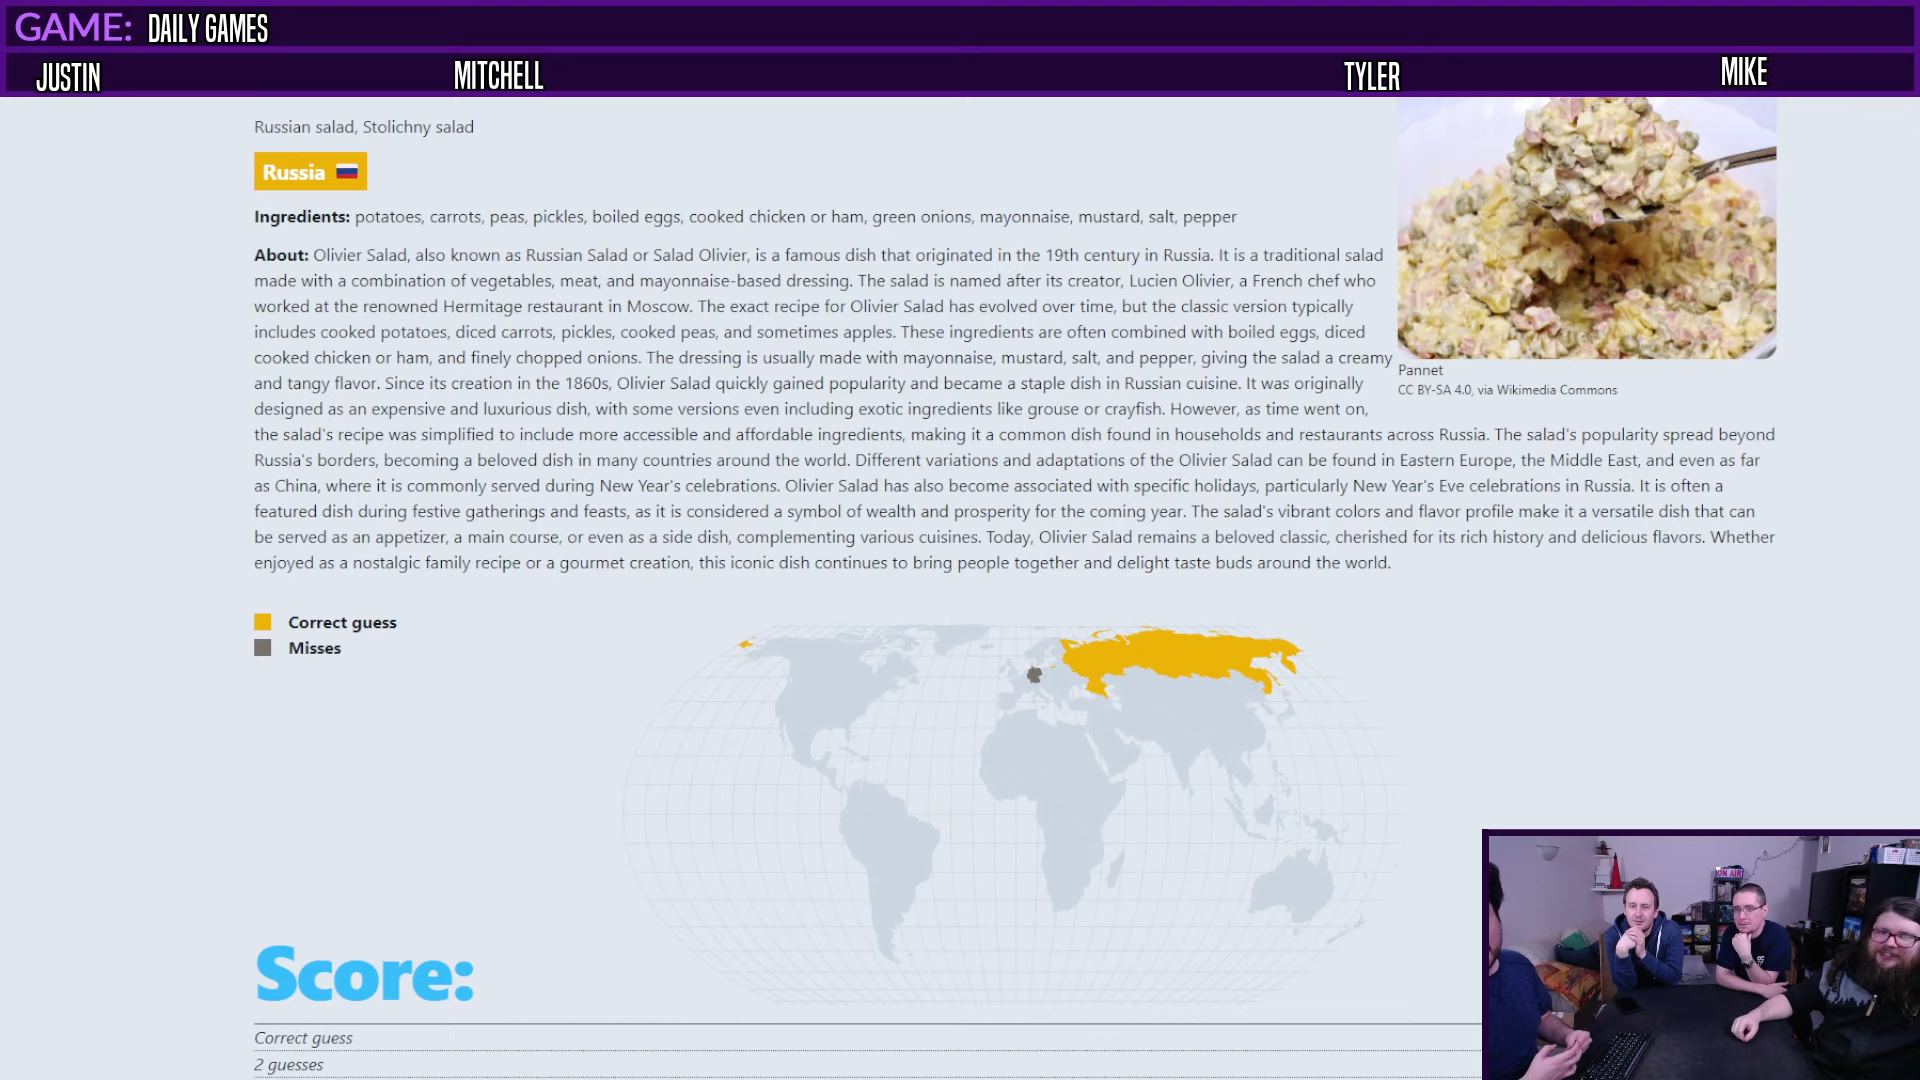 GAME: DAILY GAMES
JUSTIN MITCHELL TYLER MIKE
Russian salad, Stolichny salad
Russia
Ingredients: potatoes, carrots, peas, pickles, boiled eggs, cooked chicken or ham, green onions, mayonnaise, mustard, salt, pepper
About: Olivier Salad, also known as Russian Salad or Salad Olivier, is a famous dish that originated in the 19th century in Russia. It is a traditional salad
made with a combination of vegetables, meat, and mayonnaise-based dressing. The salad is named after its creator, Lucien Olivier, a French chef who
worked at the renowned Hermitage restaurant in Moscow. The exact recipe for Olivier Salad has evolved over time, but the classic version typically
includes cooked potatoes, diced carrots, pickles, cooked peas, and sometimes apples. These ingredients are often combined with boiled eggs, diced
cooked chicken or ham, and finely chopped onions. The dressing is usually made with mayonnaise, mustard, salt, and pepper, giving the salad a creamy
and tangy flavor. Since its creation in the 1860s, Olivier Salad quickly gained popularity and became a staple dish in Russian cuisine. It was originally
designed as an expensive and luxurious dish, with some versions even including exotic ingredients like grouse or crayfish. However, as time went on,
the salad's recipe was simplified to include more accessible and affordable ingredients, making it a common dish found in households and restaurants across Russia. The salad's popularity spread beyond
Russia's borders, becoming a beloved dish in many countries around the world. Different variations and adaptations of the Olivier Salad can be found in Eastern Europe, the Middle East, and even as far
as China, where it is commonly served during New Year's celebrations. Olivier Salad has also become associated with specific holidays, particularly New Year's Eve celebrations in Russia. It is often a
featured dish during festive gatherings and feasts, as it is considered a symbol of wealth and prosperity for the coming year. The salad's vibrant colors and flavor profile make it a versatile dish that can
be served as an appetizer, a main course, or even as a side dish, complementing various cuisines. Today, Olivier Salad remains a beloved classic, cherished for its rich history and delicious flavors. Whether
enjoyed as a nostalgic family recipe or a gourmet creation, this iconic dish continues to bring people together and delight taste buds around the world.
Pannet
CC BY-SA 4.0, via Wikimedia Commons
Correct guess
Misses
ON AIR
Score:
Correct guess
2 guesses